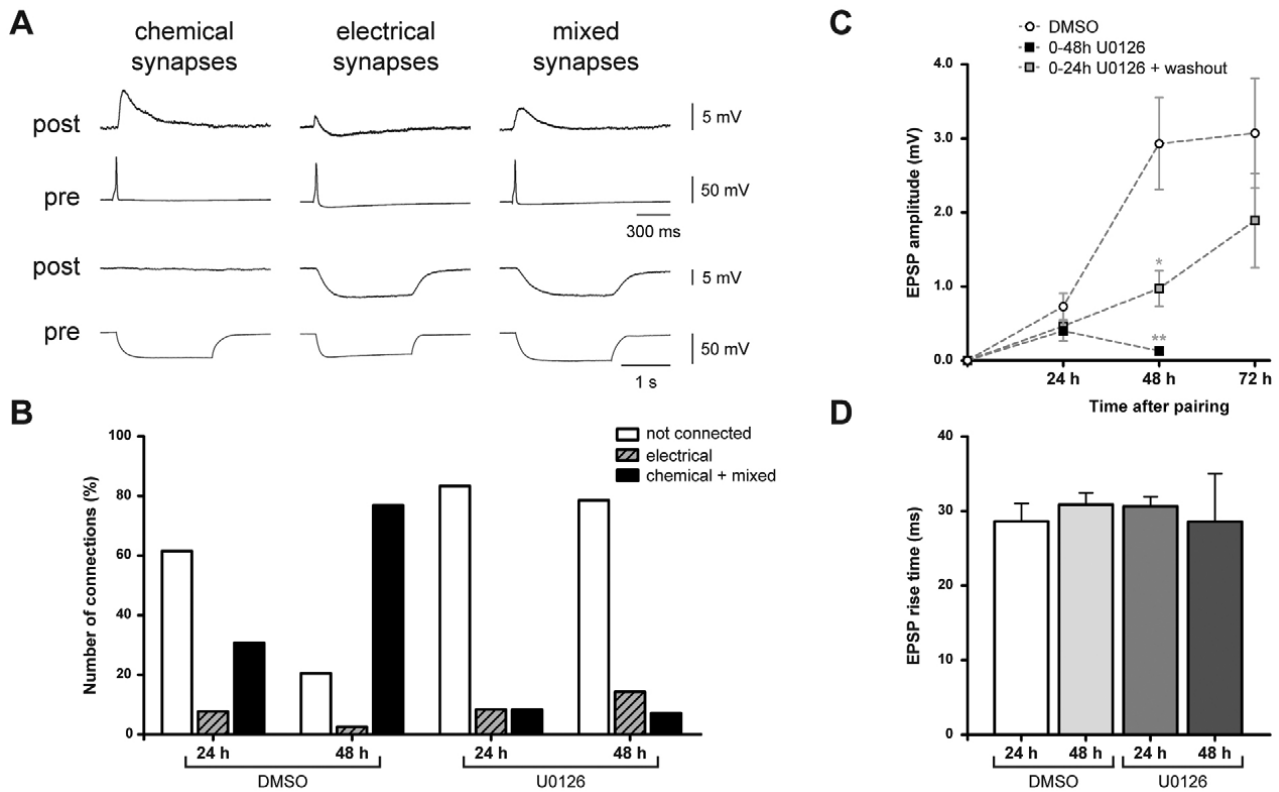 A
chemical synapses
electrical synapses
mixed synapses
post
5 mV
pre
50 mV
300 ms
post
5 mV
pre
50 mV
1 s
B
Number of connections (%)
100
80
60
40
20
0
not connected
electrical
chemical + mixed
24 h
48 h
24 h
48 h
DMSO
U0126
C
DMSO
0-48h U0126
0-24h U0126 + washout
EPSP amplitude (mV)
4.0
3.0
2.0
1.0
0.0
*
**
24 h
48 h
72 h
Time after pairing
D
EPSP rise time (ms)
40
30
20
10
0
24 h
48 h
24 h
48 h
DMSO
U0126